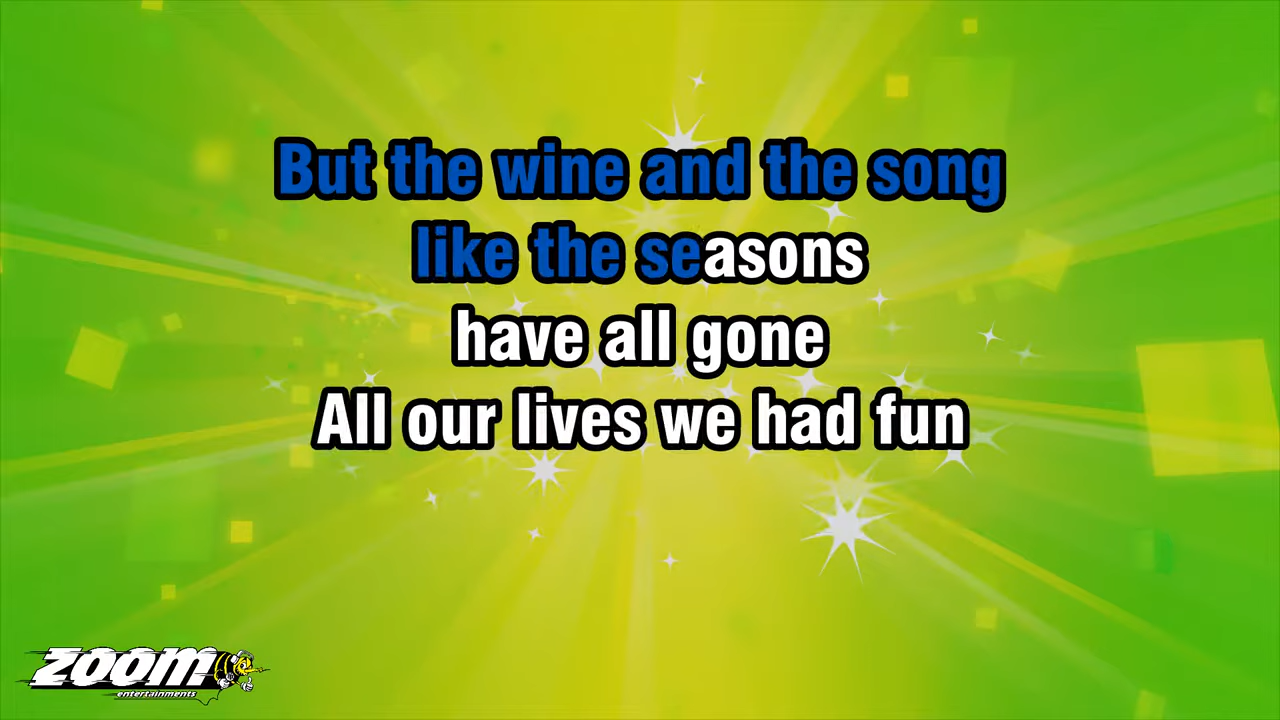 But the wine and the song
like the seasons
have all gone
All our lives we had fun
zoom
entertainments